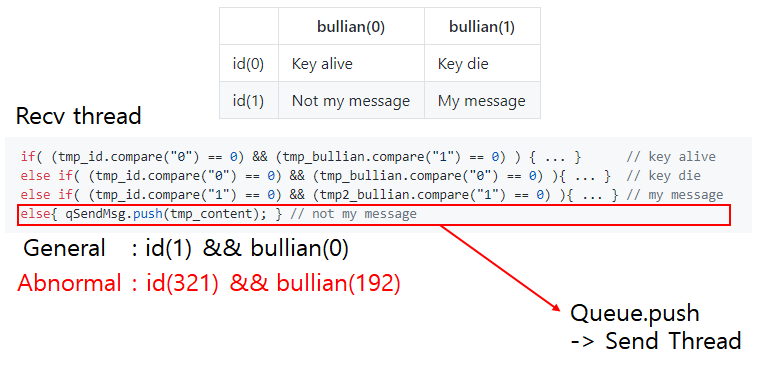 bullian(0) bullian(1)
id(0) Key alive Key die
id(1) Not my message My message
Recv thread
if( (tmp_id.compare("0") == 0) && (tmp_bullian.compare("1") == 0) ) { ... } // key alive
else if( (tmp_id.compare("0") == 0) && (tmp_bullian.compare("0") == 0) ){ ... } // key die
else if( (tmp_id.compare("1") == 0) && (tmp2_bullian.compare("1") == 0) ){ ... } // my message
else{ qSendMsg.push(tmp_content); } // not my message
General : id(1) && bullian(0)
Abnormal : id(321) && bullian(192)
Queue.push
-> Send Thread